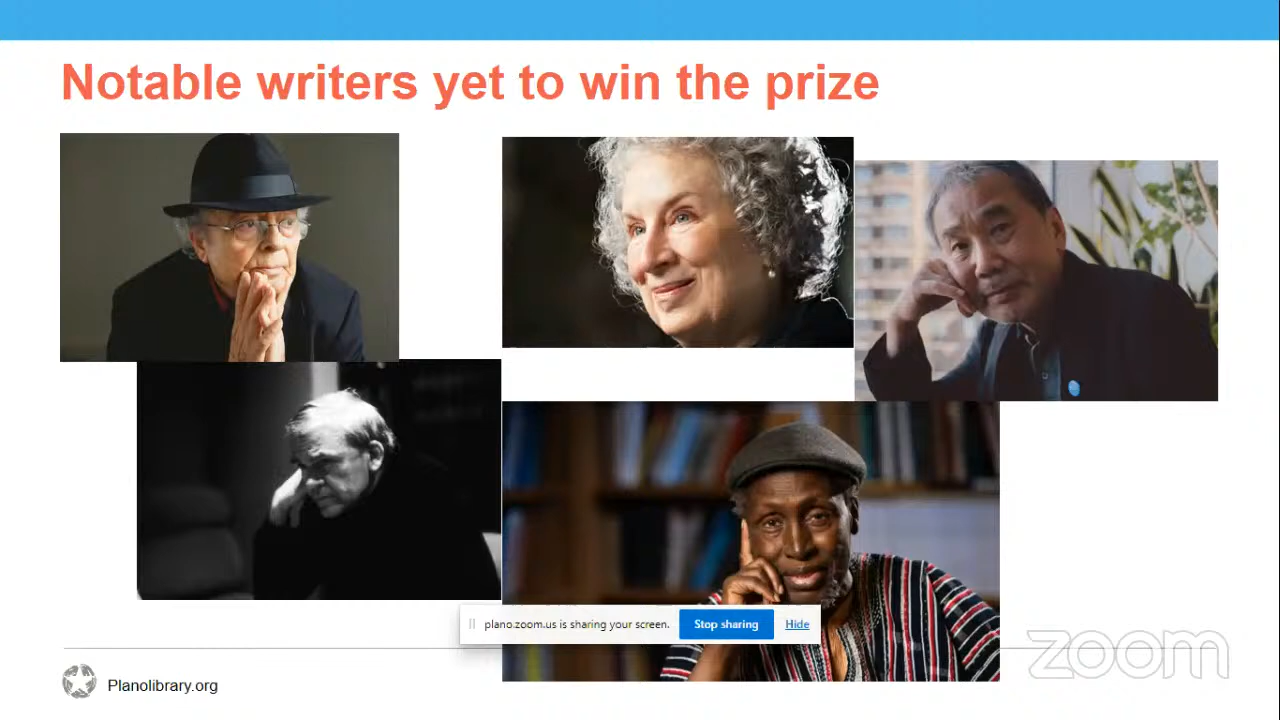 Notable writers yet to win the prize
plano.zoom.us is sharing your screen. Stop sharing Hide
zoom
Planolibrary.org